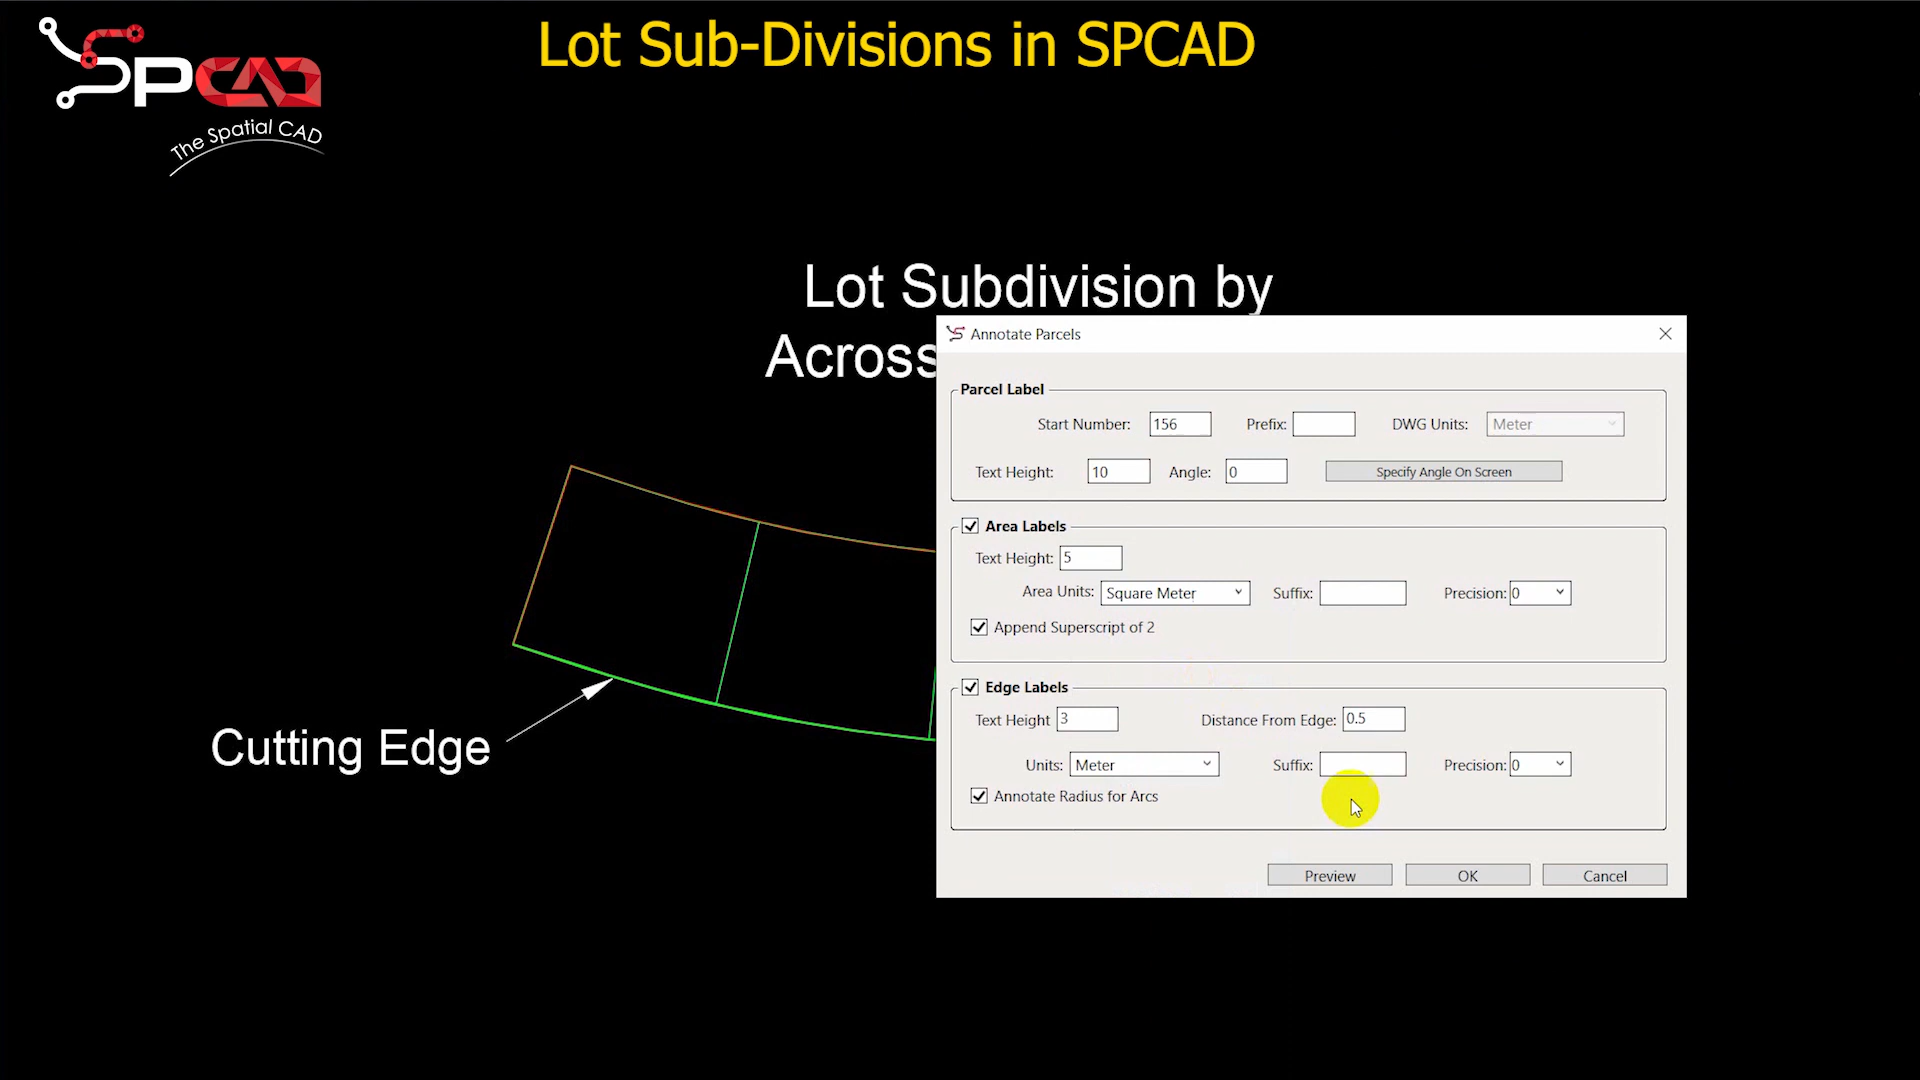 Lot Sub-Divisions in SPCAD
SPCAD
The Spatial CAD
Lot Subdivision by
Across
Annotate Parcels
Parcel Label
Start Number: 156 Prefix: DWG Units: Meter
Text Height: 10 Angle: 0 Specify Angle On Screen
Area Labels
Text Height: 5
Area Units: Square Meter Suffix: Precision: 0
Append Superscript of 2
Edge Labels
Text Height 3 Distance From Edge: 0.5
Units: Meter Suffix: Precision: 0
Annotate Radius for Arcs
Preview OK Cancel
Cutting Edge